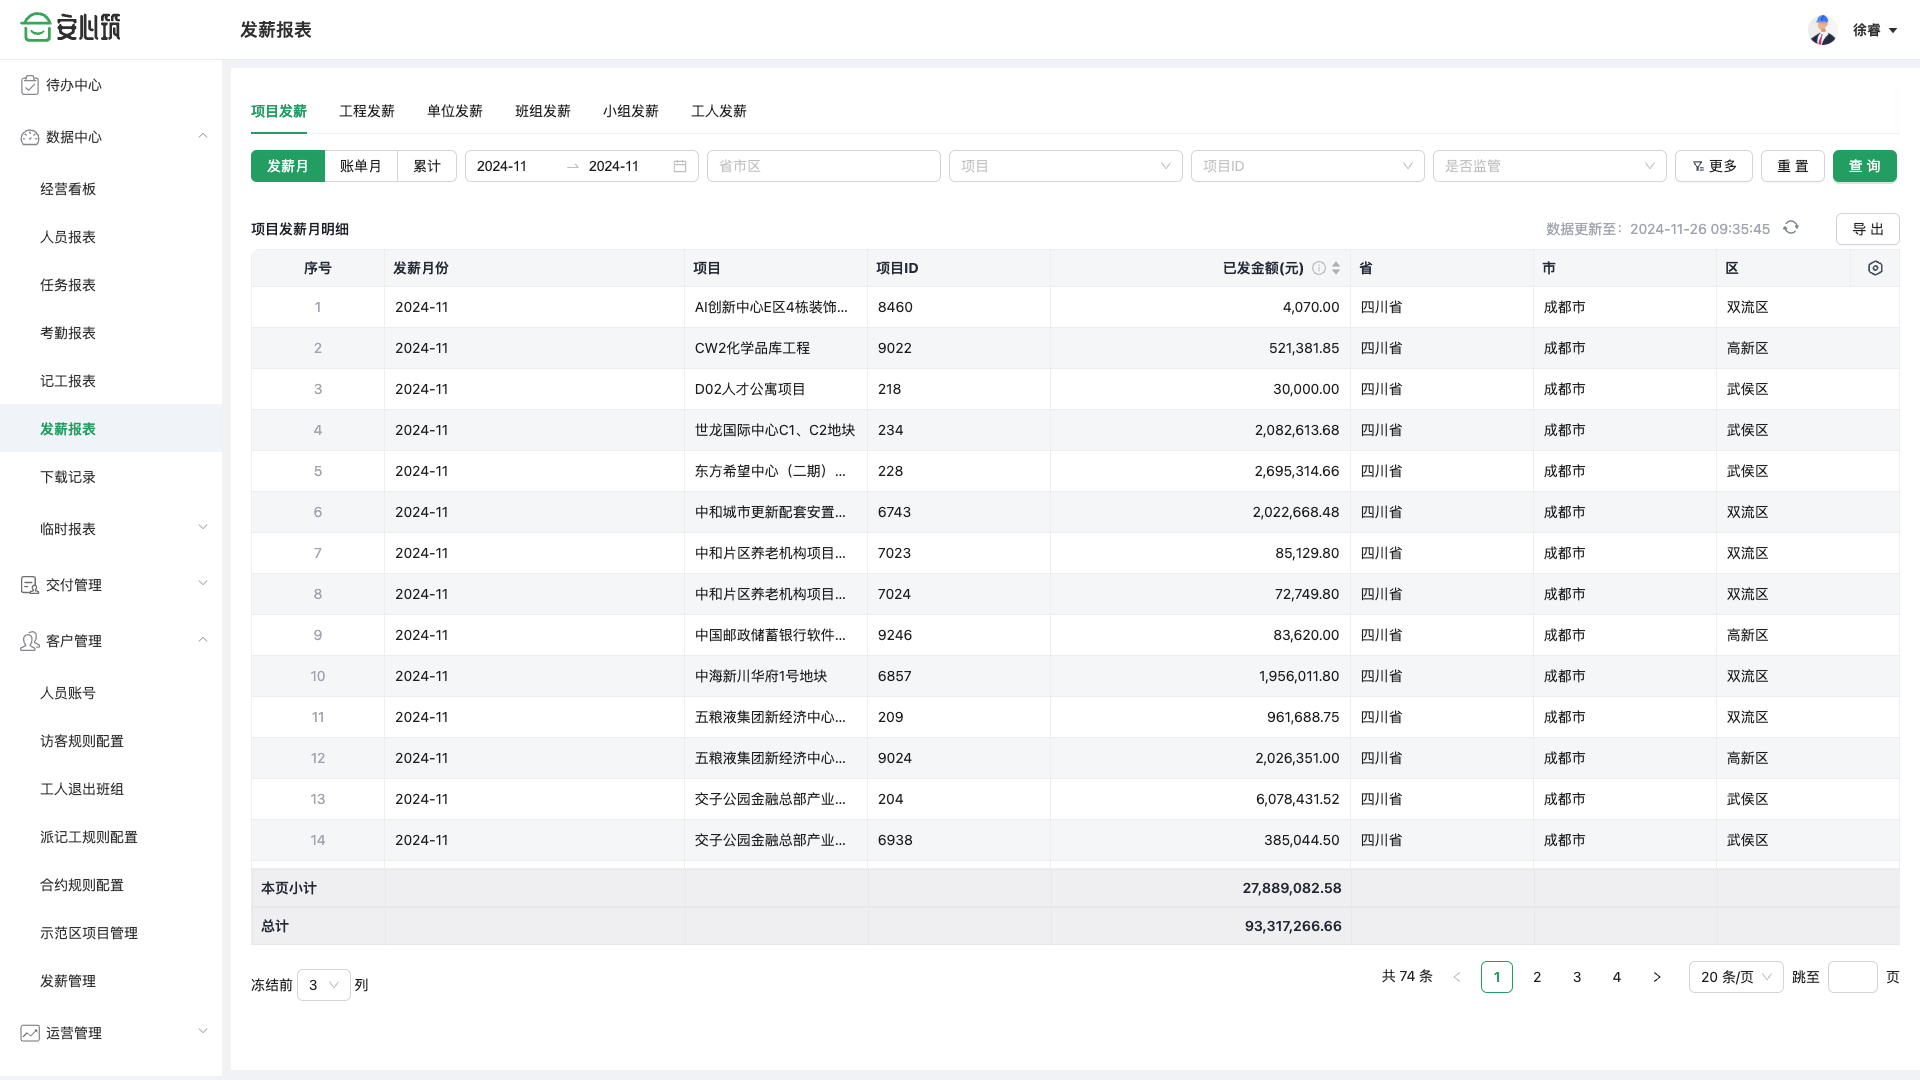 安心筑
发薪报表
徐睿
待办中心
数据中心
经营看板
人员报表
任务报表
考勤报表
记工报表
发薪报表
下载记录
临时报表
交付管理
客户管理
人员账号
访客规则配置
工人退出班组
派记工规则配置
合约规则配置
示范区项目管理
发薪管理
运营管理
项目发薪 工程发薪 单位发薪 班组发薪 小组发薪 工人发薪
发薪月 账单月 累计 2024-11 → 2024-11 省市区 项目 项目ID 是否监管 更多 重 置 查 询
项目发薪月明细 数据更新至：2024-11-26 09:35:45 导 出
序号 发薪月份 项目 项目ID 已发金额(元) 省 市 区
1 2024-11 AI创新中心E区4栋装饰... 8460 4,070.00 四川省 成都市 双流区
2 2024-11 CW2化学品库工程 9022 521,381.85 四川省 成都市 高新区
3 2024-11 D02人才公寓项目 218 30,000.00 四川省 成都市 武侯区
4 2024-11 世龙国际中心C1、C2地块 234 2,082,613.68 四川省 成都市 武侯区
5 2024-11 东方希望中心（二期）... 228 2,695,314.66 四川省 成都市 武侯区
6 2024-11 中和城市更新配套安置... 6743 2,022,668.48 四川省 成都市 双流区
7 2024-11 中和片区养老机构项目... 7023 85,129.80 四川省 成都市 双流区
8 2024-11 中和片区养老机构项目... 7024 72,749.80 四川省 成都市 双流区
9 2024-11 中国邮政储蓄银行软件... 9246 83,620.00 四川省 成都市 高新区
10 2024-11 中海新川华府1号地块 6857 1,956,011.80 四川省 成都市 双流区
11 2024-11 五粮液集团新经济中心... 209 961,688.75 四川省 成都市 双流区
12 2024-11 五粮液集团新经济中心... 9024 2,026,351.00 四川省 成都市 高新区
13 2024-11 交子公园金融总部产业... 204 6,078,431.52 四川省 成都市 武侯区
14 2024-11 交子公园金融总部产业... 6938 385,044.50 四川省 成都市 武侯区
本页小计 27,889,082.58
总计 93,317,266.66
冻结前 3 列 共 74 条 < 1 2 3 4 > 20 条/页 跳至 页